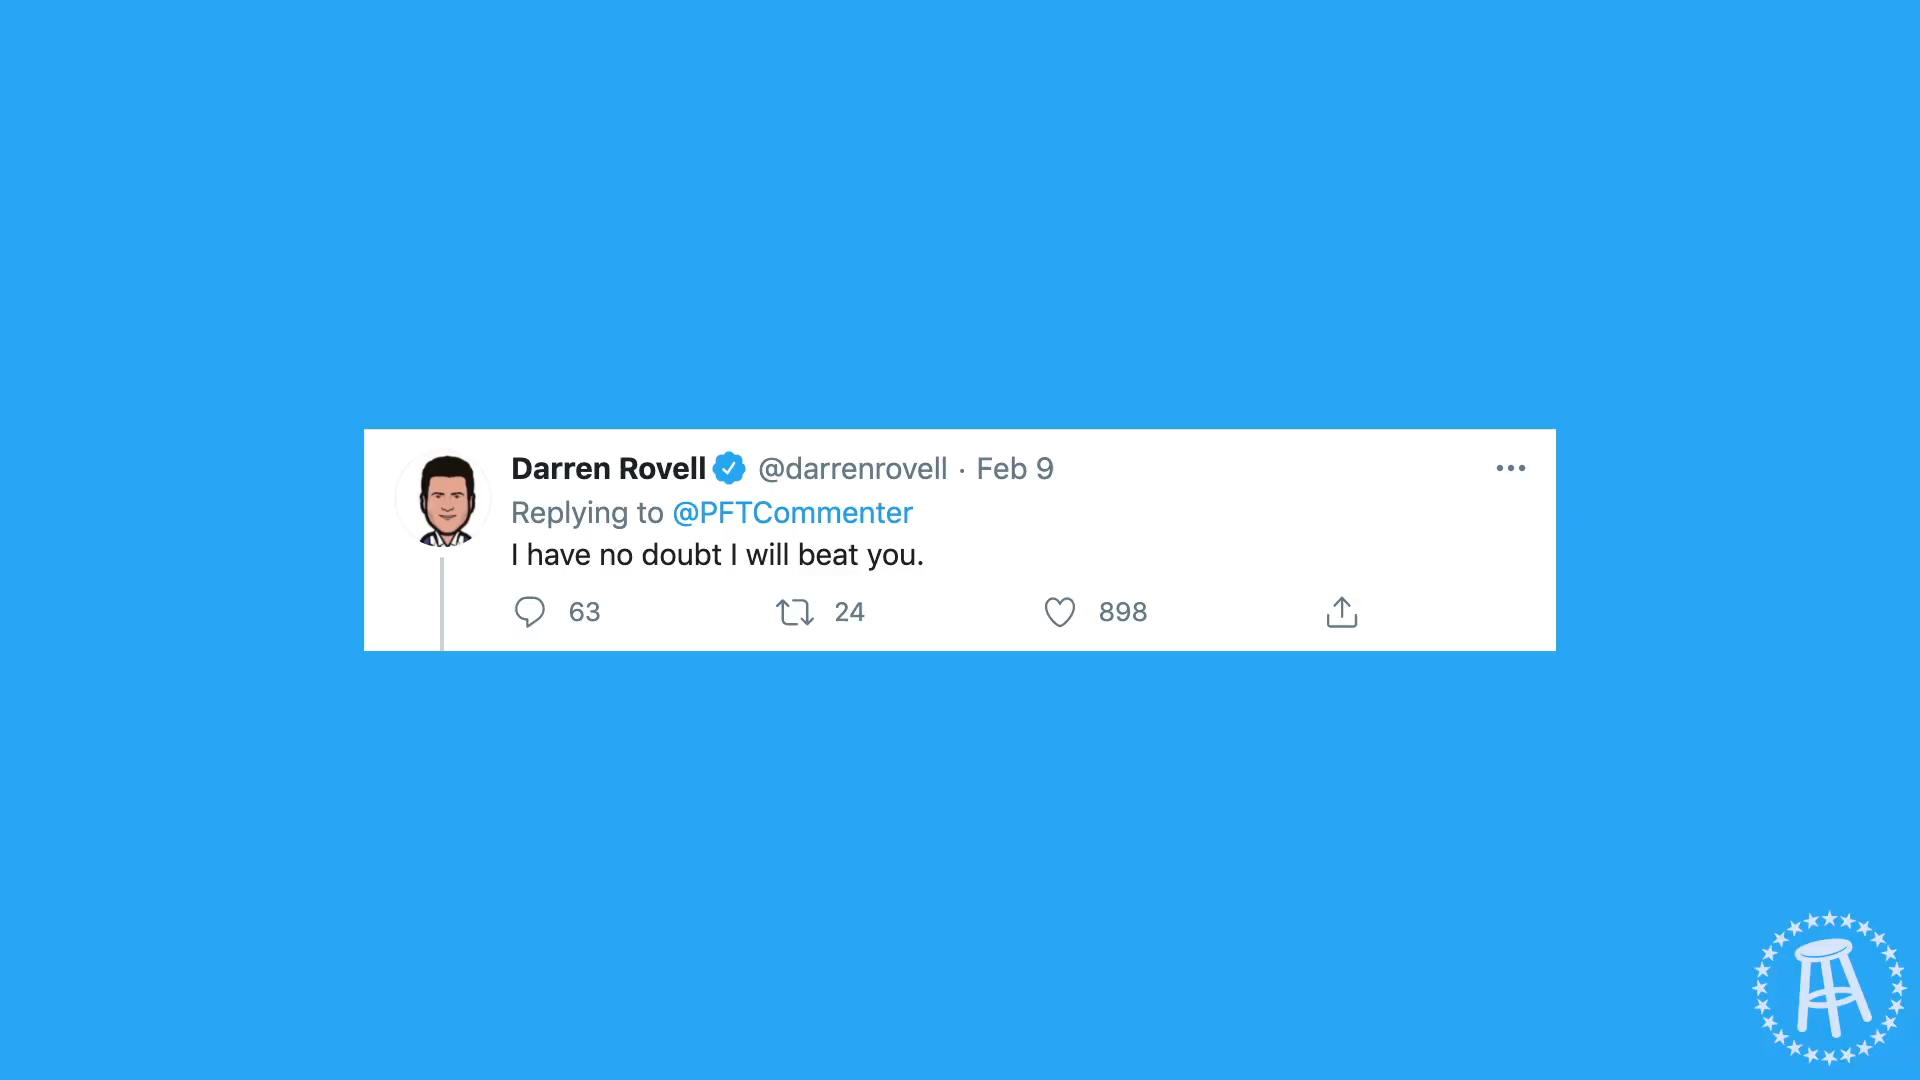 Darren Rovell @darrenrovell · Feb 9
Replying to @PFTCommenter
I have no doubt I will beat you.
63 24 898